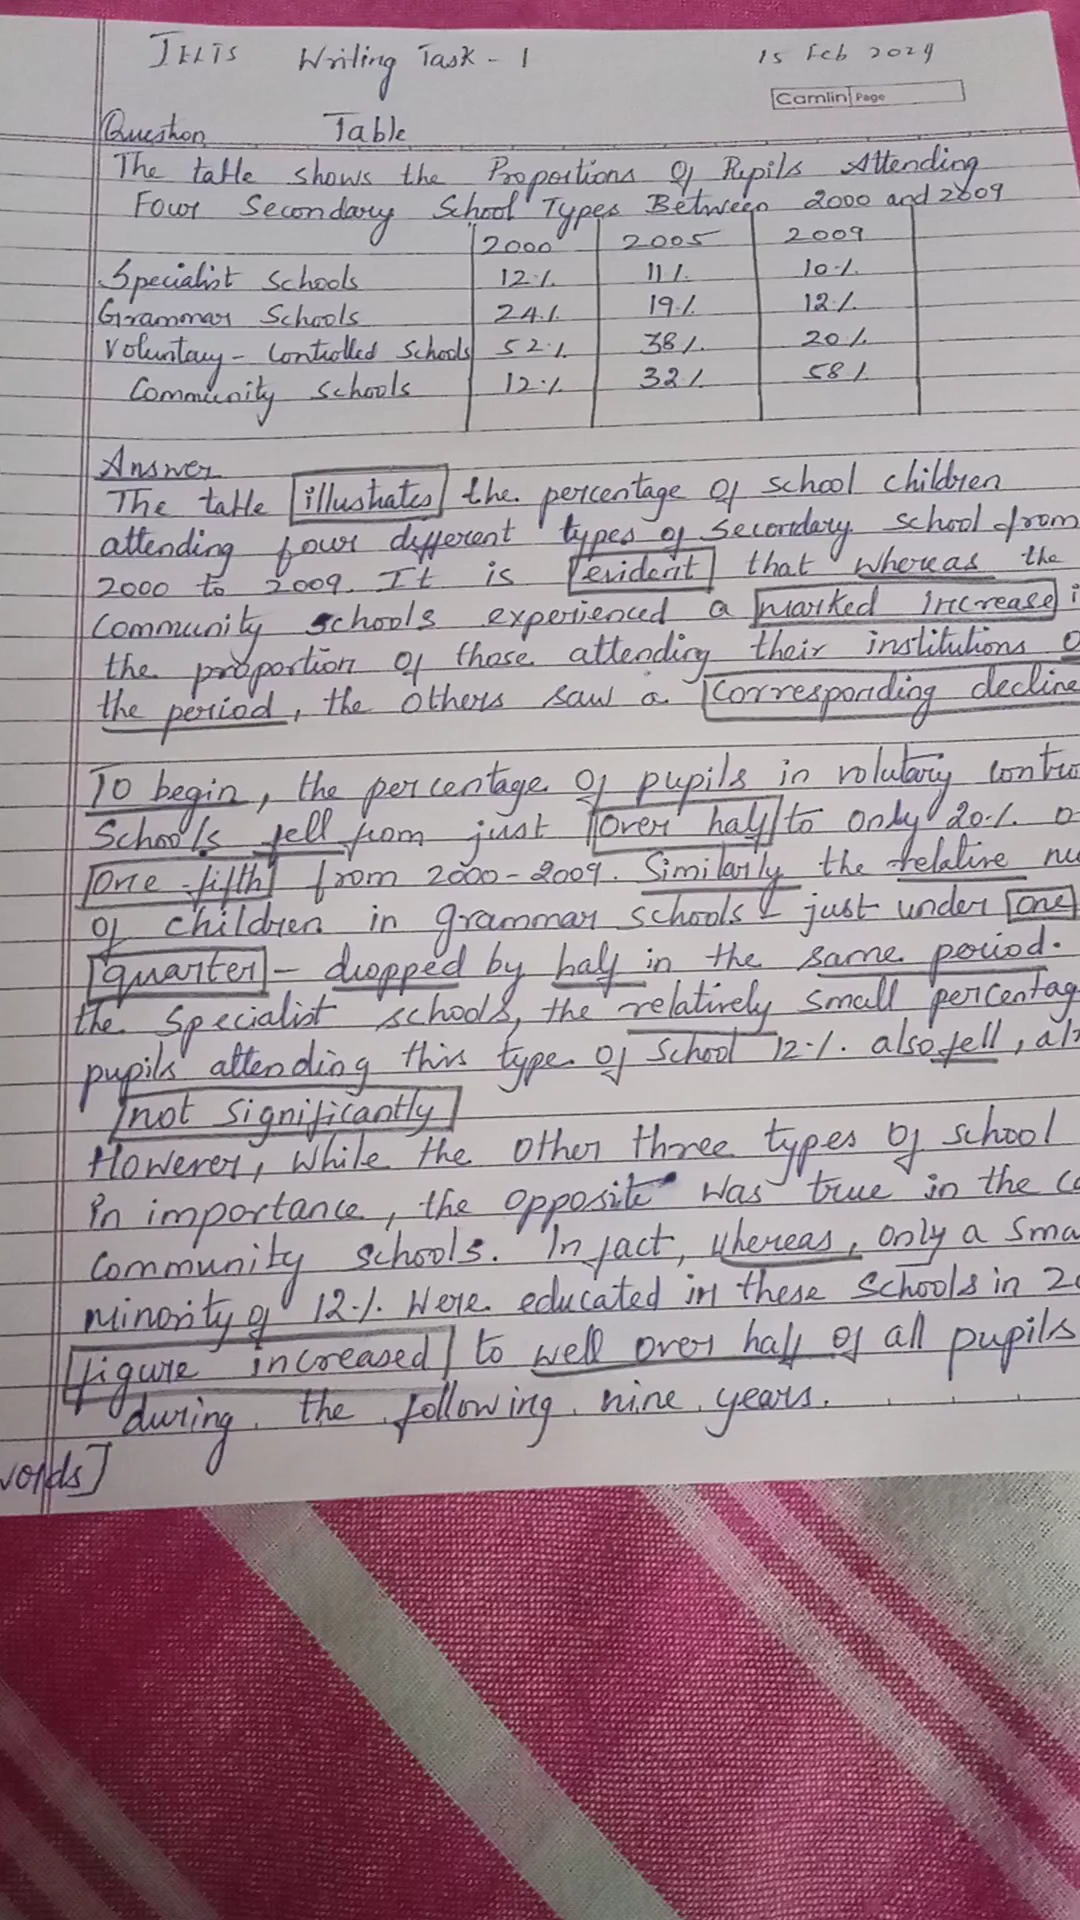 IELTS Writing Task - 1 15 Feb 2024
Camlin Page
Question Table
The table shows the Proportions Of Pupils Attending
Four Secondary School Types Between 2000 and 2009
2000 2005 2009
Specialist Schools 12% 11% 10%
Grammar Schools 24% 19% 12%
Voluntary - Controlled Schools 52% 38% 20%
Community Schools 12% 32% 58%
Answer
The table illustrates the percentage of school children
attending four different types of secondary school from
2000 to 2009. It is evident that whereas the
Community schools experienced a marked increase
the proportion of those attending their institutions
the period, the others saw a corresponding decline
To begin, the percentage of pupils in volutary
Schools fell from just over half to only 20%
One-fifth from 2000-2009. Similarly the relative
of children in grammar schools - just under one
quarter - dropped by half in the same period.
the specialist schools, the relatively small
pupils attending this type of school 12% also fell,
not significantly
However, while the other three types of school
in importance, the opposite was true in the
Community schools. In fact, whereas, only a
minority of 12% Were educated in these schools in
figure increased to well over half of all pupils
during the following nine years.